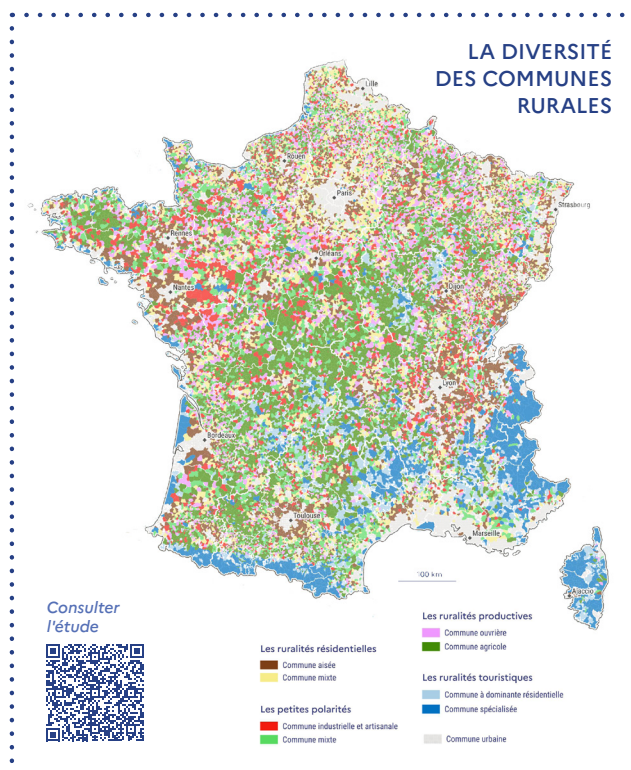 LA DIVERSITÉ
DES COMMUNES
RURALES
Lille
Rouen
Paris
Strasbourg
Rennes
Orléans
Nantes
Dijon
Lyon
Bordeaux
Toulouse
Marseille
100 km
Ajaccio
Consulter
l'étude
Les ruralités résidentielles
Commune aisée
Commune mixte
Les petites polarités
Commune industrielle et artisanale
Commune mixte
Les ruralités productives
Commune ouvrière
Commune agricole
Les ruralités touristiques
Commune à dominante résidentielle
Commune spécialisée
Commune urbaine